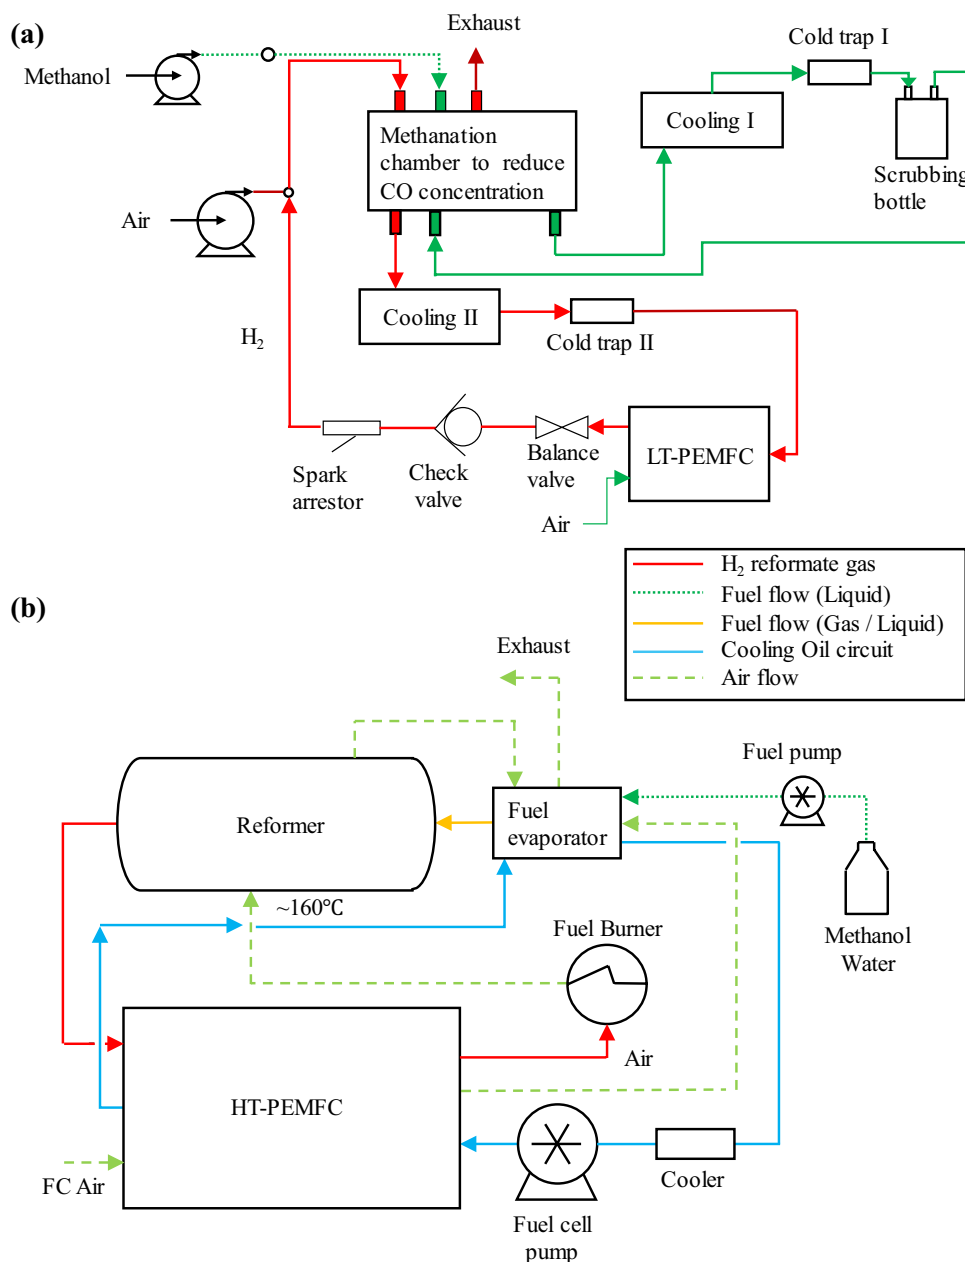 (a)
Exhaust
Cold trap I
Methanol
Cooling I
Methanation
chamber to reduce
CO concentration
Scrubbing
bottle
Air
Cooling II
H₂
Cold trap II
LT-PEMFC
Spark
arrestor
Check
valve
Balance
valve
Air
H₂ reformate gas
Fuel flow (Liquid)
Fuel flow (Gas / Liquid)
Cooling Oil circuit
Air flow
(b)
Exhaust
Fuel pump
Reformer
Fuel
evaporator
~160℃
Fuel Burner
Methanol
Water
Air
HT-PEMFC
FC Air
Cooler
Fuel cell
pump